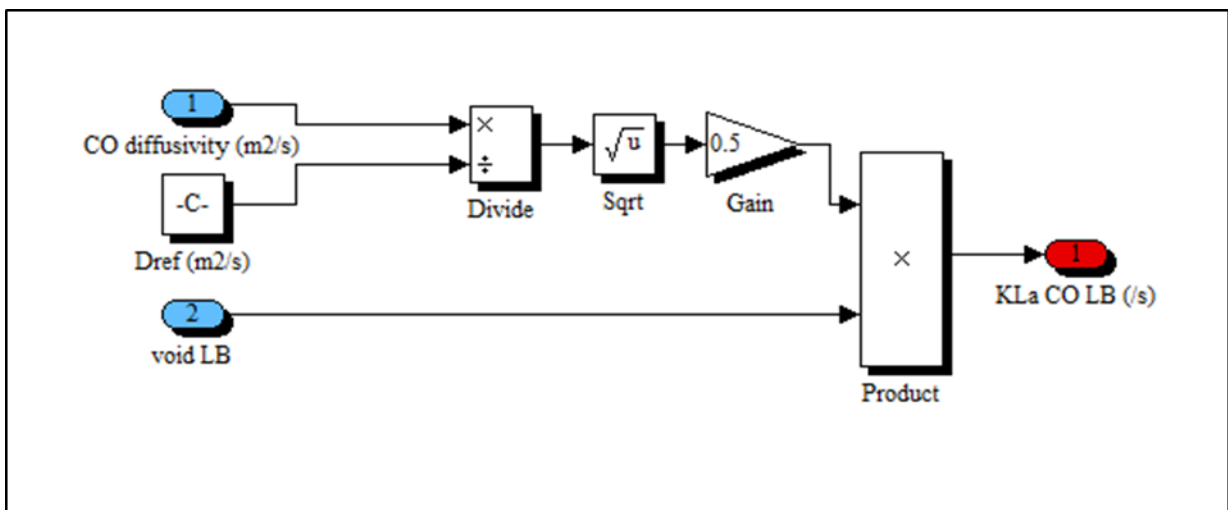 1
CO diffusivity (m2/s)
-C-
Dref (m2/s)
2
void LB
×
÷
Divide
√u
Sqrt
0.5
Gain
×
Product
1
KLa CO LB (/s)